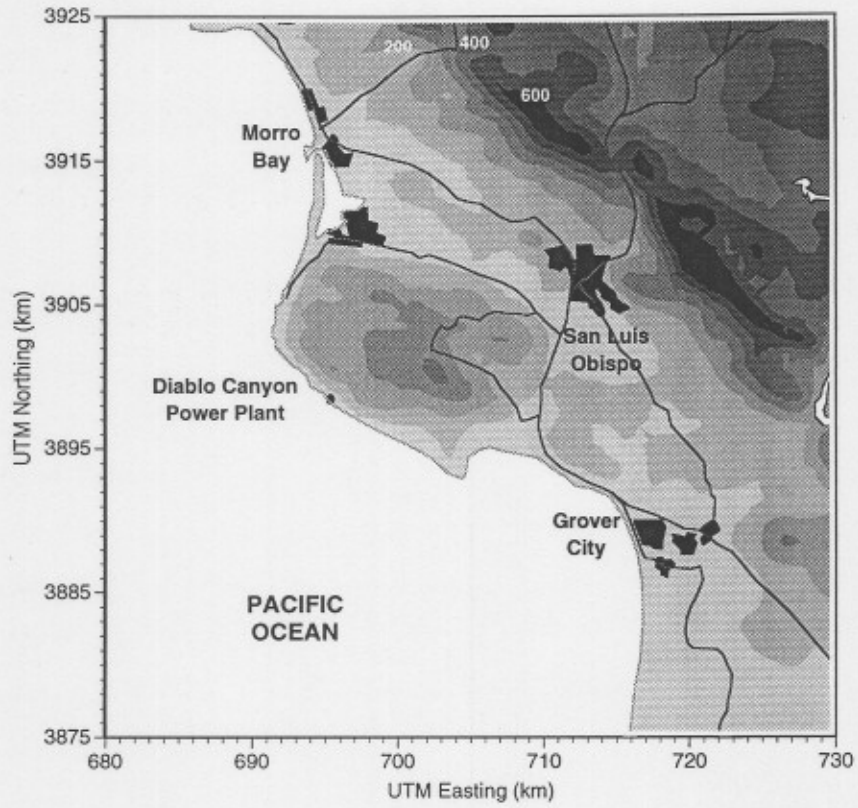 3925
200
400
600
Morro
Bay
3915
3905
San Luis
Obispo
Diablo Canyon
Power Plant
UTM Northing (km)
3895
Grover
City
3885
PACIFIC
OCEAN
3875
680
690
700
710
720
730
UTM Easting (km)